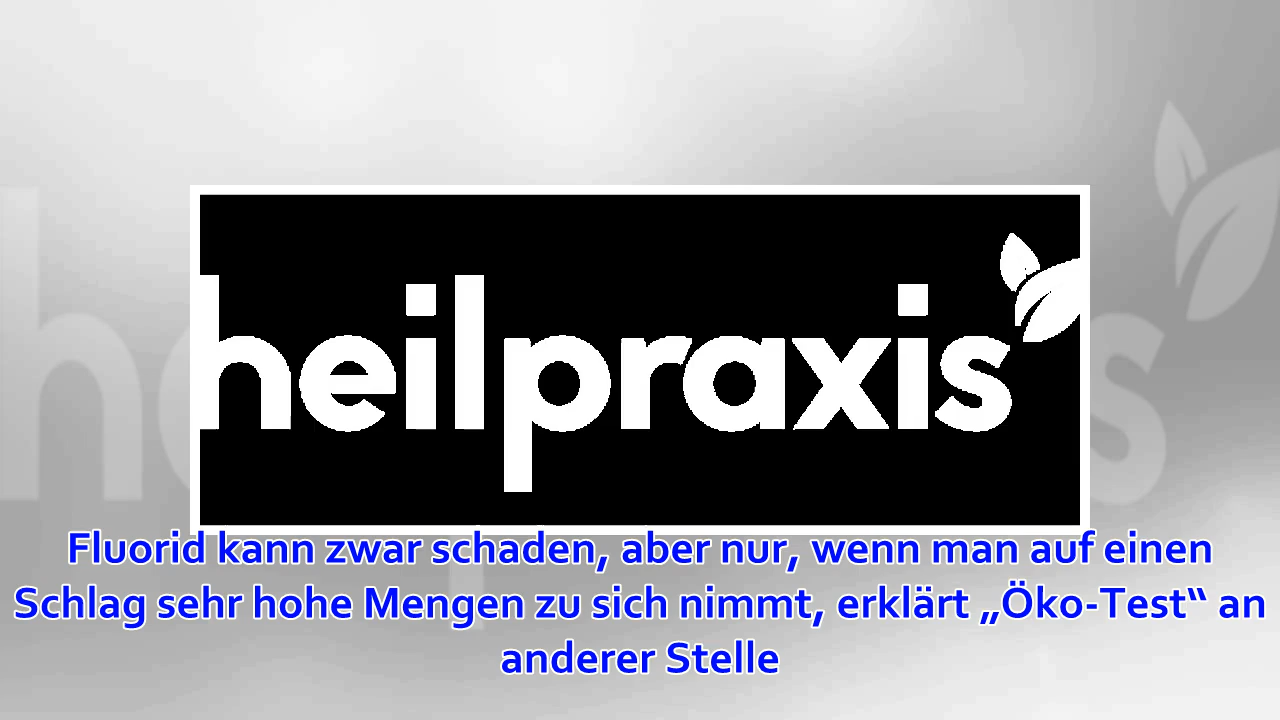 heilpraxis
Fluorid kann zwar schaden, aber nur, wenn man auf einen
Schlag sehr hohe Mengen zu sich nimmt, erklärt „Öko-Test“ an
anderer Stelle